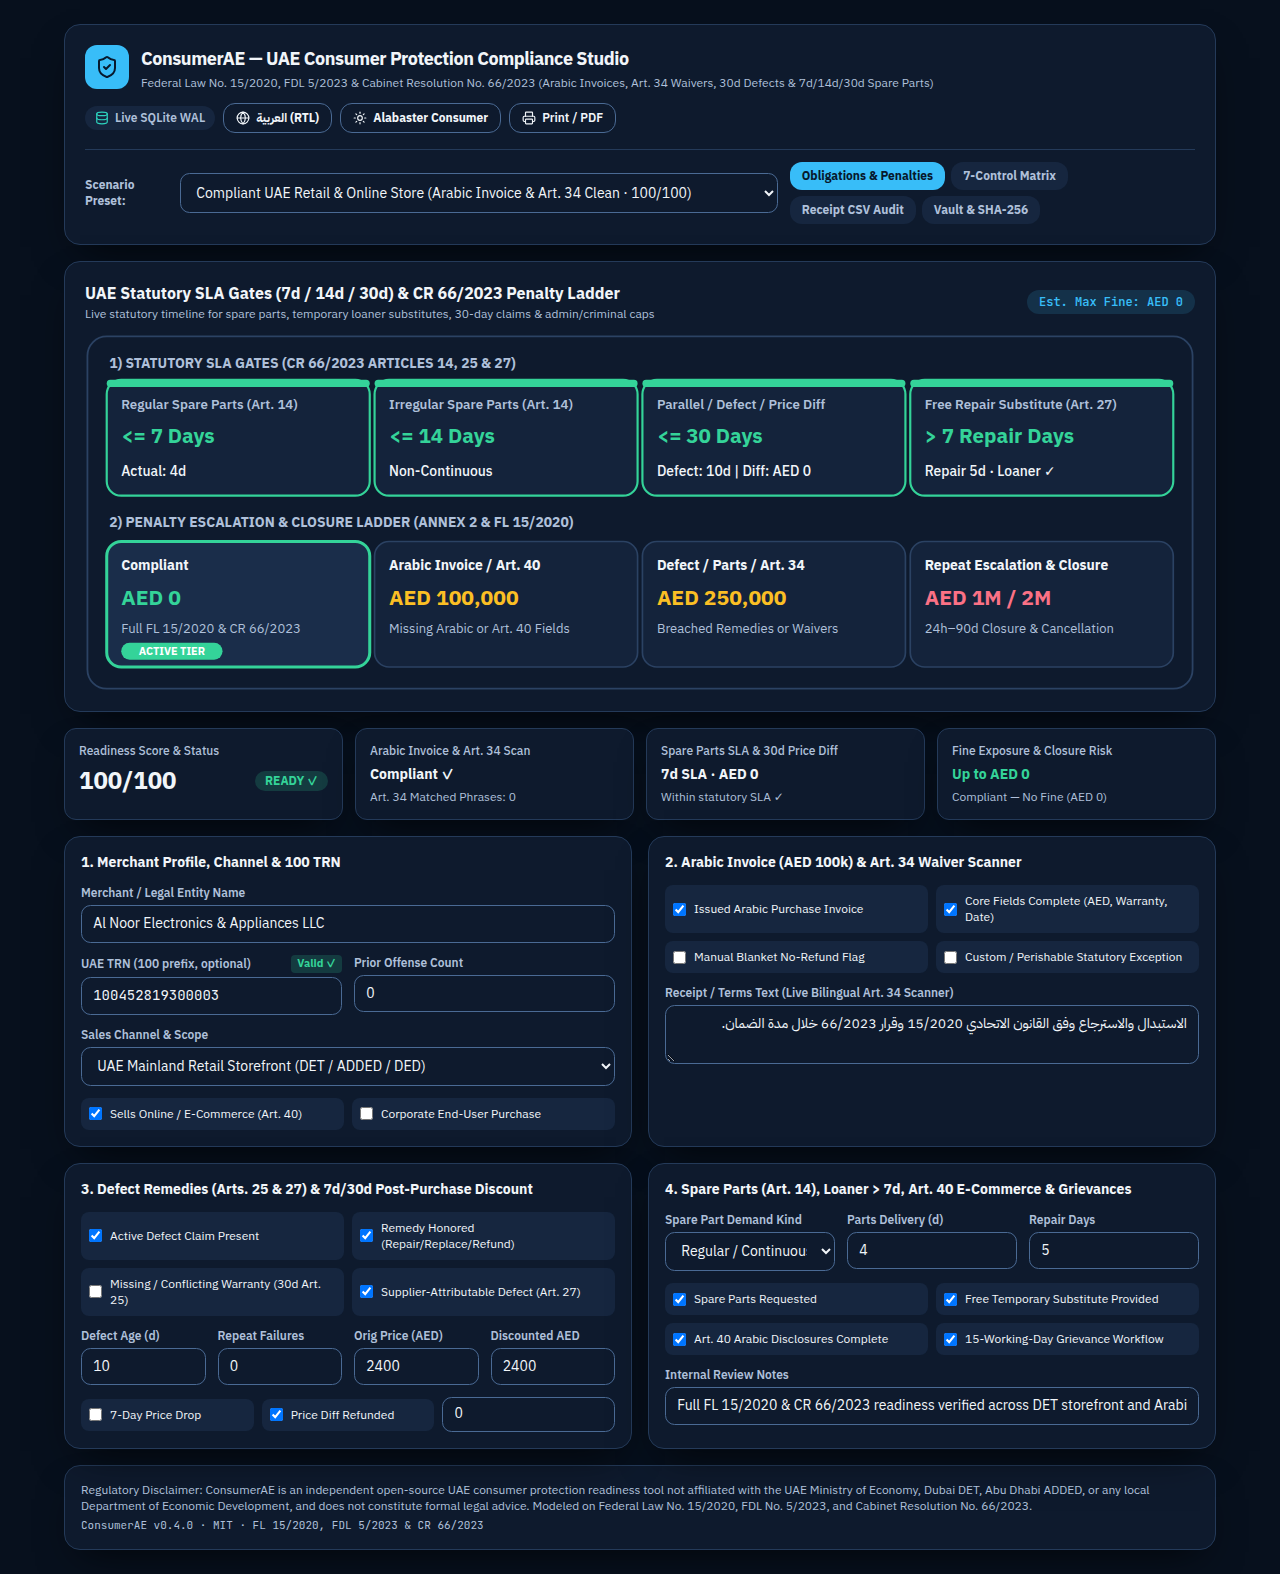 ConsumerAE — UAE Consumer Protection Compliance Studio
Federal Law No. 15/2020, FDL 5/2023 & Cabinet Resolution No. 66/2023 (Arabic Invoices, Art. 34 Waivers, 30d Defects & 7d/14d/30d Spare Parts)
Live SQLite WAL
العربية (RTL)
Alabaster Consumer
Print / PDF
Scenario Preset:
Compliant UAE Retail & Online Store (Arabic Invoice & Art. 34 Clean · 100/100)
Obligations & Penalties
7-Control Matrix
Receipt CSV Audit
Vault & SHA-256
UAE Statutory SLA Gates (7d / 14d / 30d) & CR 66/2023 Penalty Ladder
Live statutory timeline for spare parts, temporary loaner substitutes, 30-day claims & admin/criminal caps
Est. Max Fine: AED 0
1) STATUTORY SLA GATES (CR 66/2023 ARTICLES 14, 25 & 27)
Regular Spare Parts (Art. 14)
<= 7 Days
Actual: 4d
Irregular Spare Parts (Art. 14)
<= 14 Days
Non-Continuous
Parallel / Defect / Price Diff
<= 30 Days
Defect: 10d | Diff: AED 0
Free Repair Substitute (Art. 27)
> 7 Repair Days
Repair 5d · Loaner ✓
2) PENALTY ESCALATION & CLOSURE LADDER (ANNEX 2 & FL 15/2020)
Compliant
AED 0
Full FL 15/2020 & CR 66/2023
ACTIVE TIER
Arabic Invoice / Art. 40
AED 100,000
Missing Arabic or Art. 40 Fields
Defect / Parts / Art. 34
AED 250,000
Breached Remedies or Waivers
Repeat Escalation & Closure
AED 1M / 2M
24h–90d Closure & Cancellation
Readiness Score & Status
100/100
READY ✓
Arabic Invoice & Art. 34 Scan
Compliant ✓
Art. 34 Matched Phrases: 0
Spare Parts SLA & 30d Price Diff
7d SLA · AED 0
Within statutory SLA ✓
Fine Exposure & Closure Risk
Up to AED 0
Compliant — No Fine (AED 0)
1. Merchant Profile, Channel & 100 TRN
Merchant / Legal Entity Name
Al Noor Electronics & Appliances LLC
UAE TRN (100 prefix, optional)
Valid ✓
Prior Offense Count
100452819300003
0
Sales Channel & Scope
UAE Mainland Retail Storefront (DET / ADDED / DED)
Sells Online / E-Commerce (Art. 40)
Corporate End-User Purchase
2. Arabic Invoice (AED 100k) & Art. 34 Waiver Scanner
Issued Arabic Purchase Invoice
Core Fields Complete (AED, Warranty, Date)
Manual Blanket No-Refund Flag
Custom / Perishable Statutory Exception
Receipt / Terms Text (Live Bilingual Art. 34 Scanner)
الاستبدال والاسترجاع وفق القانون الاتحادي 15/2020 وقرار 66/2023 خلال مدة الضمان.
3. Defect Remedies (Arts. 25 & 27) & 7d/30d Post-Purchase Discount
Active Defect Claim Present
Remedy Honored (Repair/Replace/Refund)
Missing / Conflicting Warranty (30d Art. 25)
Supplier-Attributable Defect (Art. 27)
Defect Age (d)
Repeat Failures
Orig Price (AED)
Discounted AED
10
0
2400
2400
7-Day Price Drop
Price Diff Refunded
0
4. Spare Parts (Art. 14), Loaner > 7d, Art. 40 E-Commerce & Grievances
Spare Part Demand Kind
Parts Delivery (d)
Repair Days
Regular / Continuou
4
5
Spare Parts Requested
Free Temporary Substitute Provided
Art. 40 Arabic Disclosures Complete
15-Working-Day Grievance Workflow
Internal Review Notes
Full FL 15/2020 & CR 66/2023 readiness verified across DET storefront and Arabi
Regulatory Disclaimer: ConsumerAE is an independent open-source UAE consumer protection readiness tool not affiliated with the UAE Ministry of Economy, Dubai DET, Abu Dhabi ADDED, or any local
Department of Economic Development, and does not constitute formal legal advice. Modeled on Federal Law No. 15/2020, FDL No. 5/2023, and Cabinet Resolution No. 66/2023.
ConsumerAE v0.4.0 · MIT · FL 15/2020, FDL 5/2023 & CR 66/2023